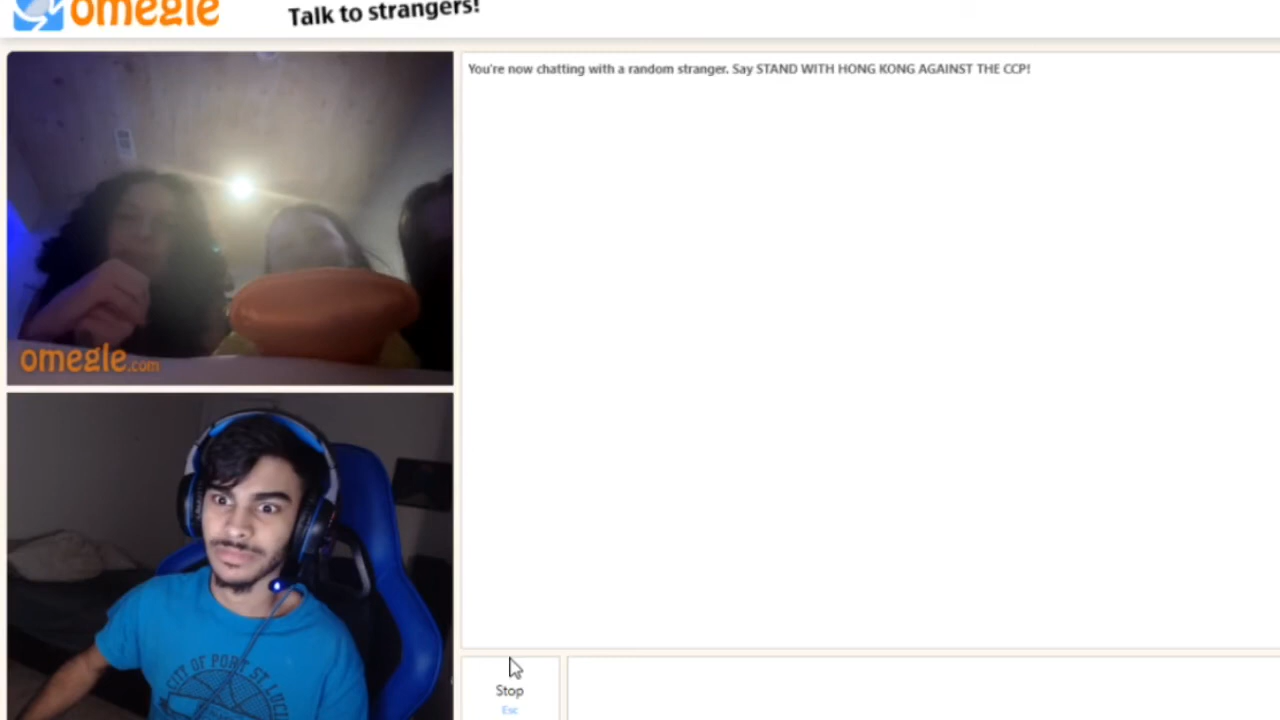 omegle
Talk to strangers!
You're now chatting with a random stranger. Say STAND WITH HONG KONG AGAINST THE CCP!
omegle.com
CITY OF PORT ST. LUCIE
Stop
Esc